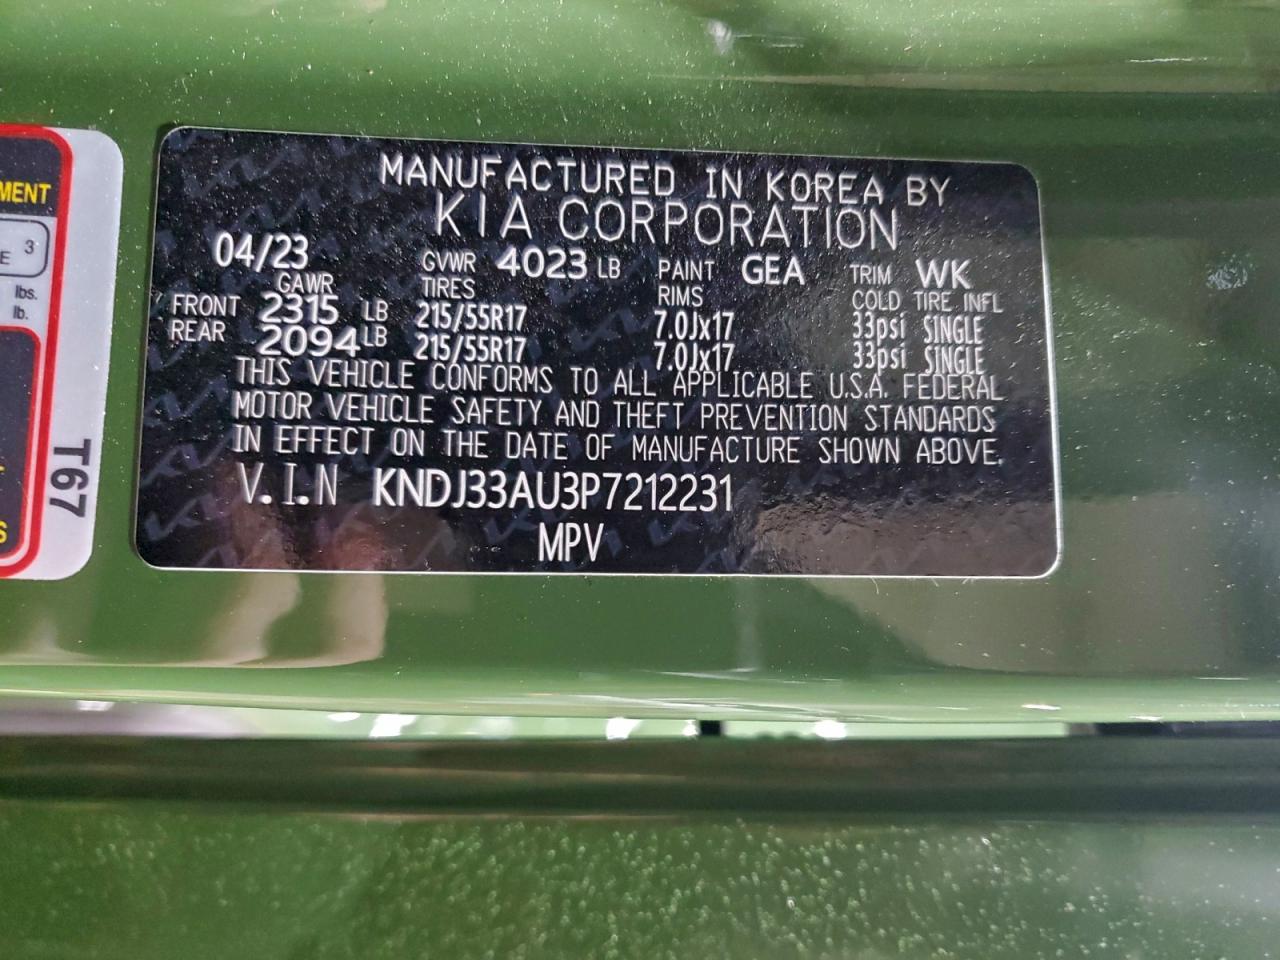 MENT
E 3
lbs.
lb.
S
T67
MANUFACTURED IN KOREA BY
KIA CORPORATION
04/23 GVWR 4023 LB PAINT GEA TRIM WK
GAWR TIRES RIMS COLD TIRE INFL
FRONT 2315 LB 215/55R17 7.0Jx17 33psi SINGLE
REAR 2094 LB 215/55R17 7.0Jx17 33psi SINGLE
THIS VEHICLE CONFORMS TO ALL APPLICABLE U.S.A. FEDERAL
MOTOR VEHICLE SAFETY AND THEFT PREVENTION STANDARDS
IN EFFECT ON THE DATE OF MANUFACTURE SHOWN ABOVE.
V.I.N KNDJ33AU3P7212231
MPV